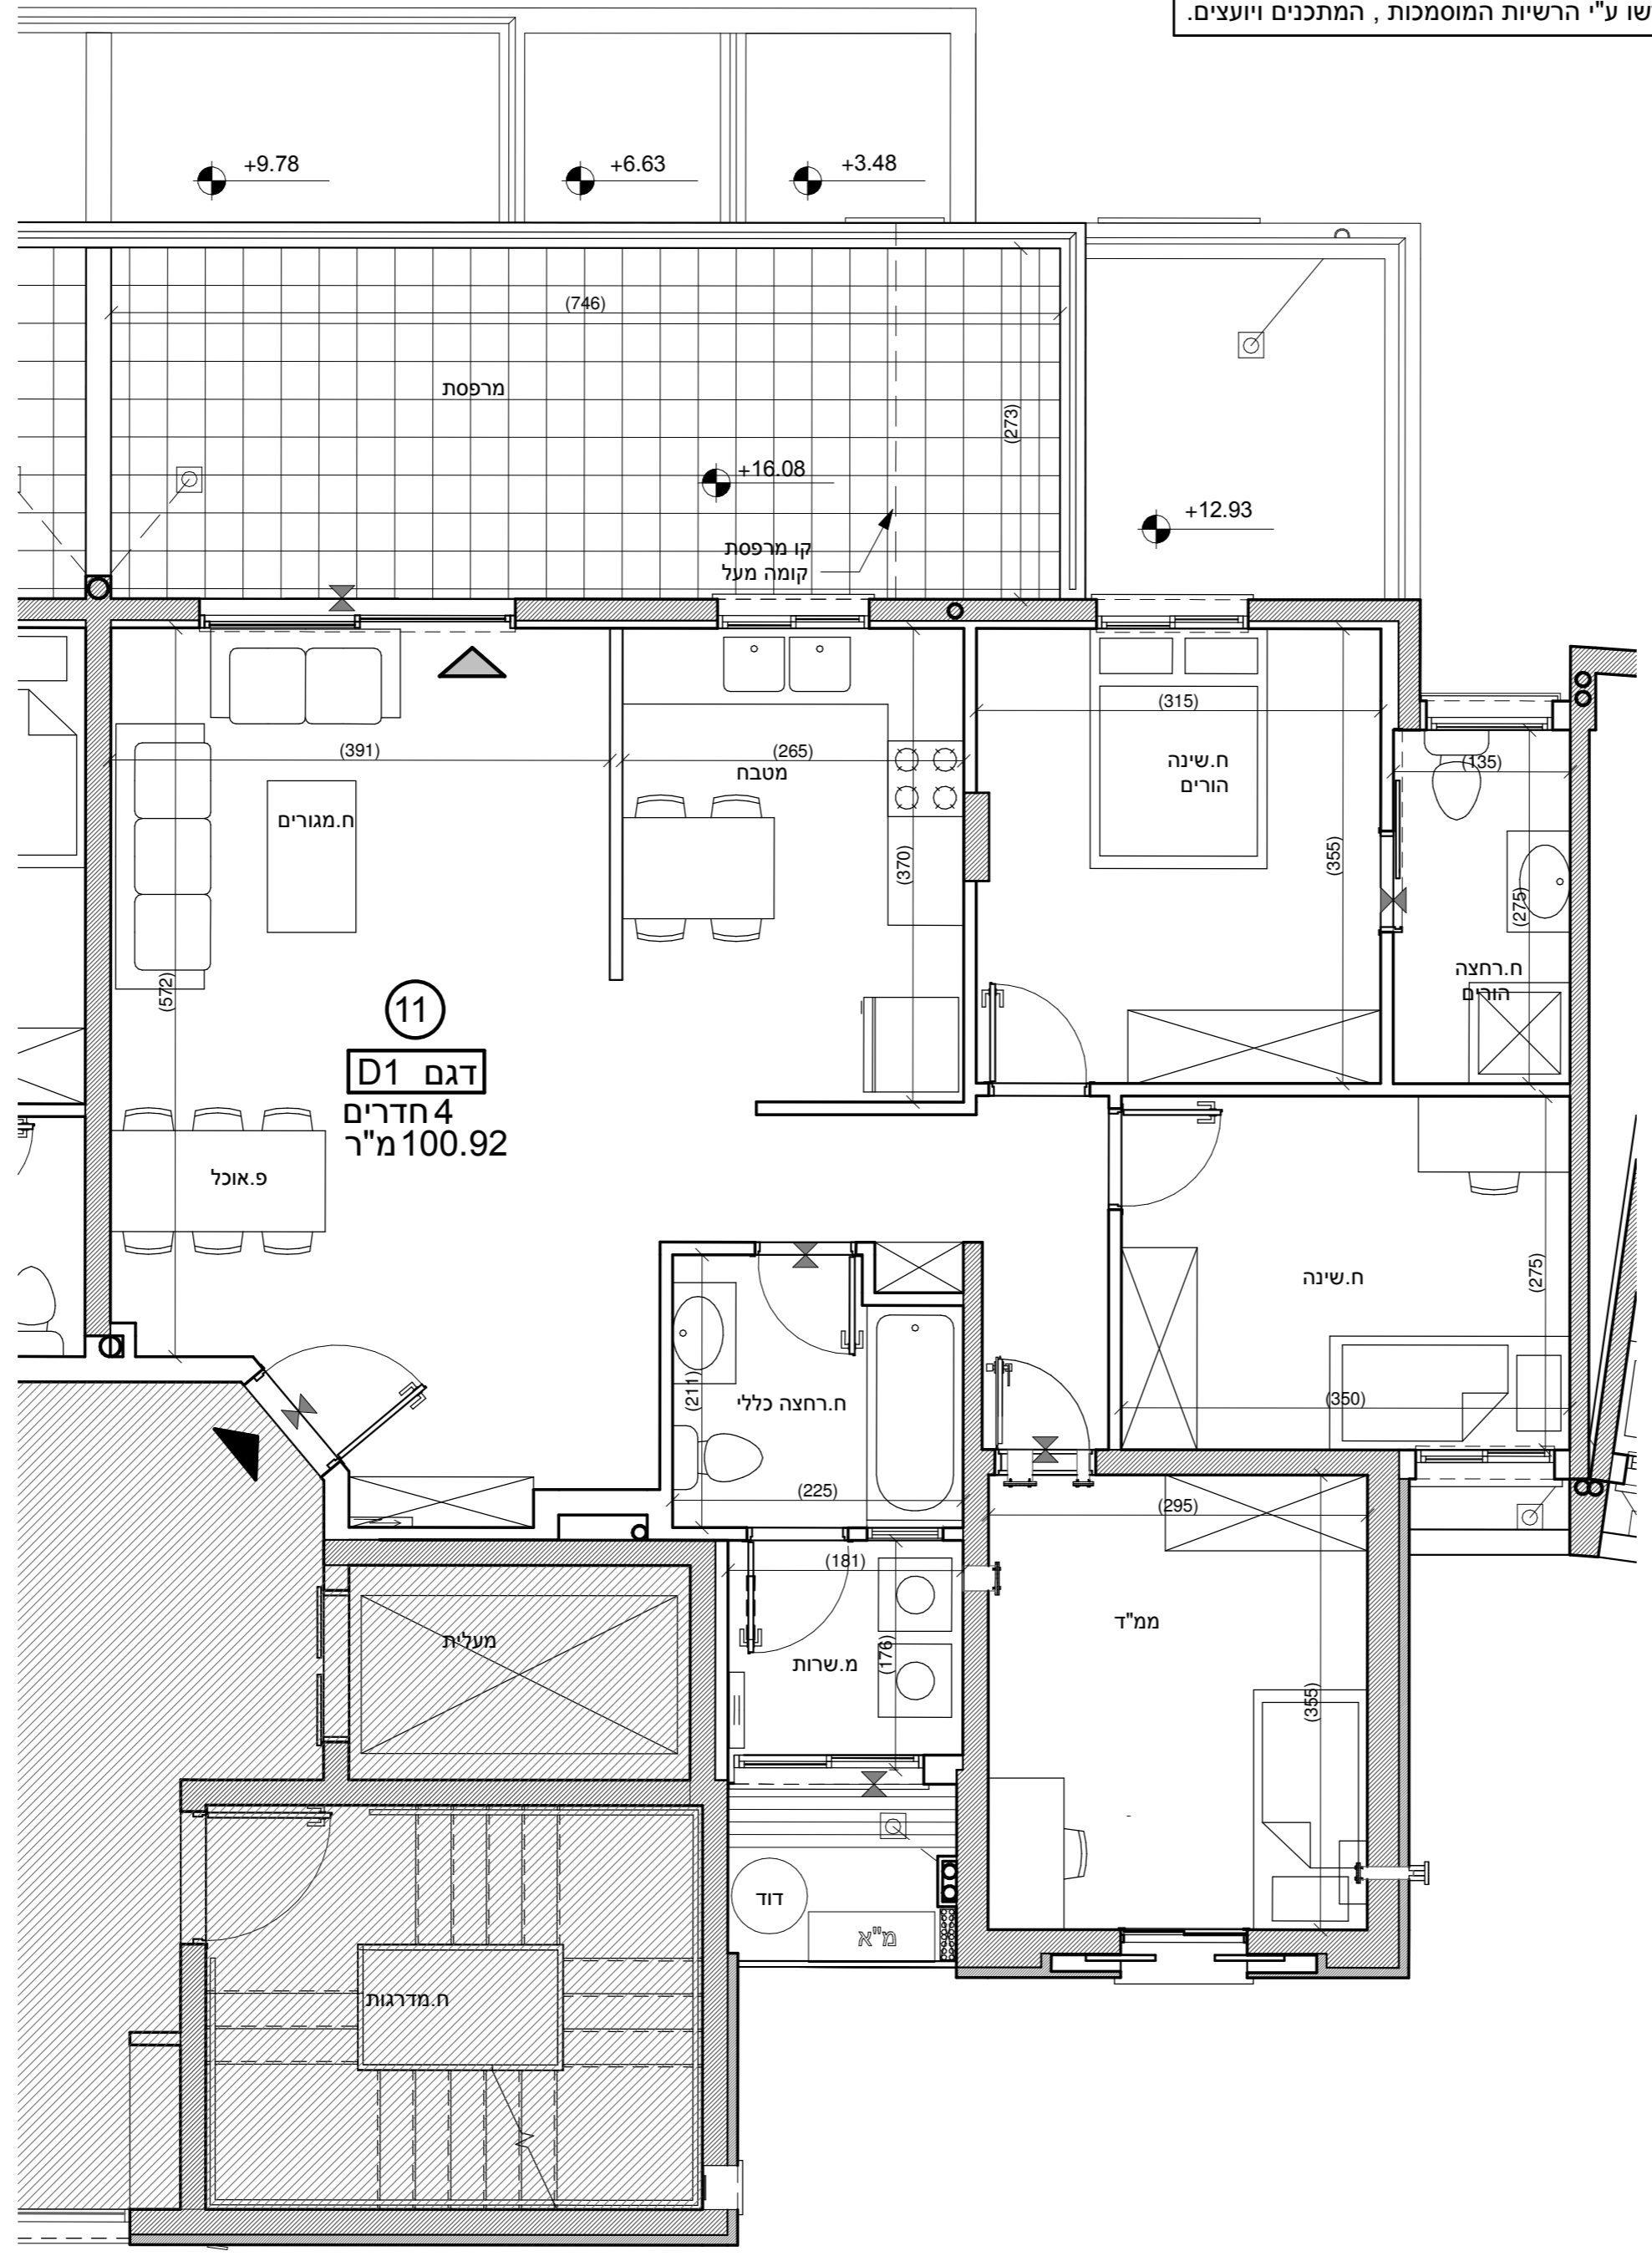 שו ע"י הרשיות המוסמכות , המתכנים ויועצים.
+9.78
+6.63
+3.48
(746)
מרפסת
(273)
+16.08
+12.93
קו מרפסת
קומה מעל
(391)
(265)
מטבח
(315)
ח.שינה
הורים
(135)
ח.מגורים
(370)
(355)
(275)
ח.רחצה
הורים
(572)
11
דגם D1
4 חדרים
100.92 מ"ר
פ.אוכל
ח.שינה
(275)
(211)
ח.רחצה כללי
(350)
(225)
(295)
(181)
ממ"ד
מעלית
מ.שרות
(176)
(355)
דוד
מ"א
ח.מדרגות